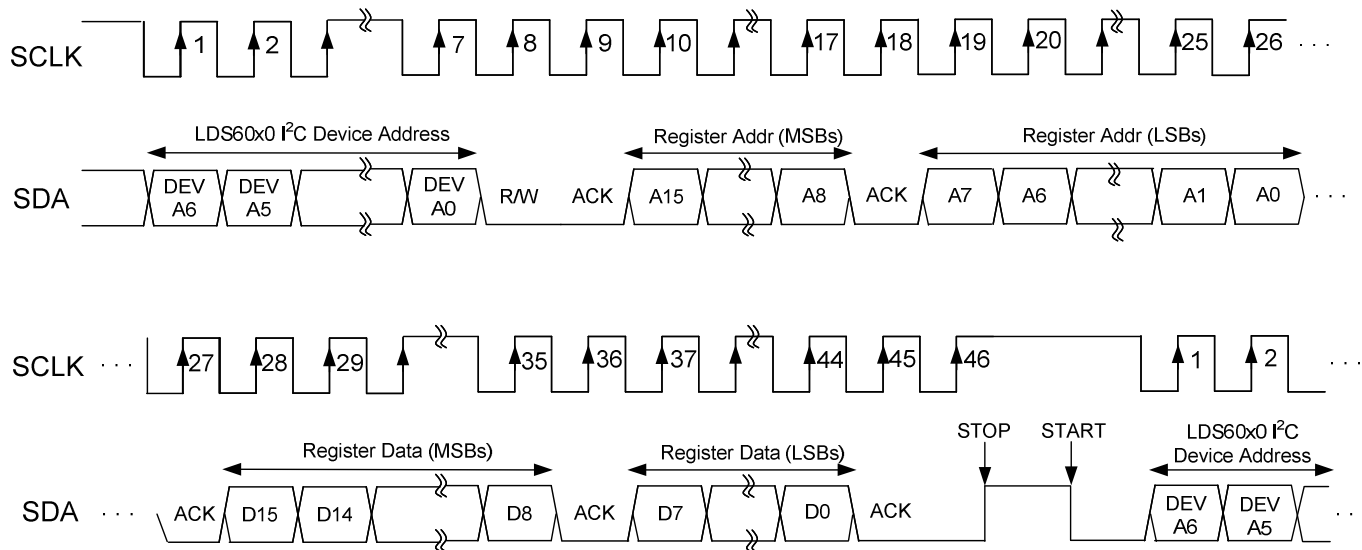 SCLK 1 2 7 8 9 10 17 18 19 20 25 26 · · ·
LDS60x0 I²C Device Address Register Addr (MSBs) Register Addr (LSBs)
SDA DEV A6 DEV A5 DEV A0 R/W ACK A15 A8 ACK A7 A6 A1 A0 · · ·
SCLK · · · 27 28 29 35 36 37 44 45 46 1 2 · · ·
Register Data (MSBs) Register Data (LSBs) STOP START LDS60x0 I²C Device Address
SDA · · · ACK D15 D14 D8 ACK D7 D0 ACK DEV A6 DEV A5 · · ·